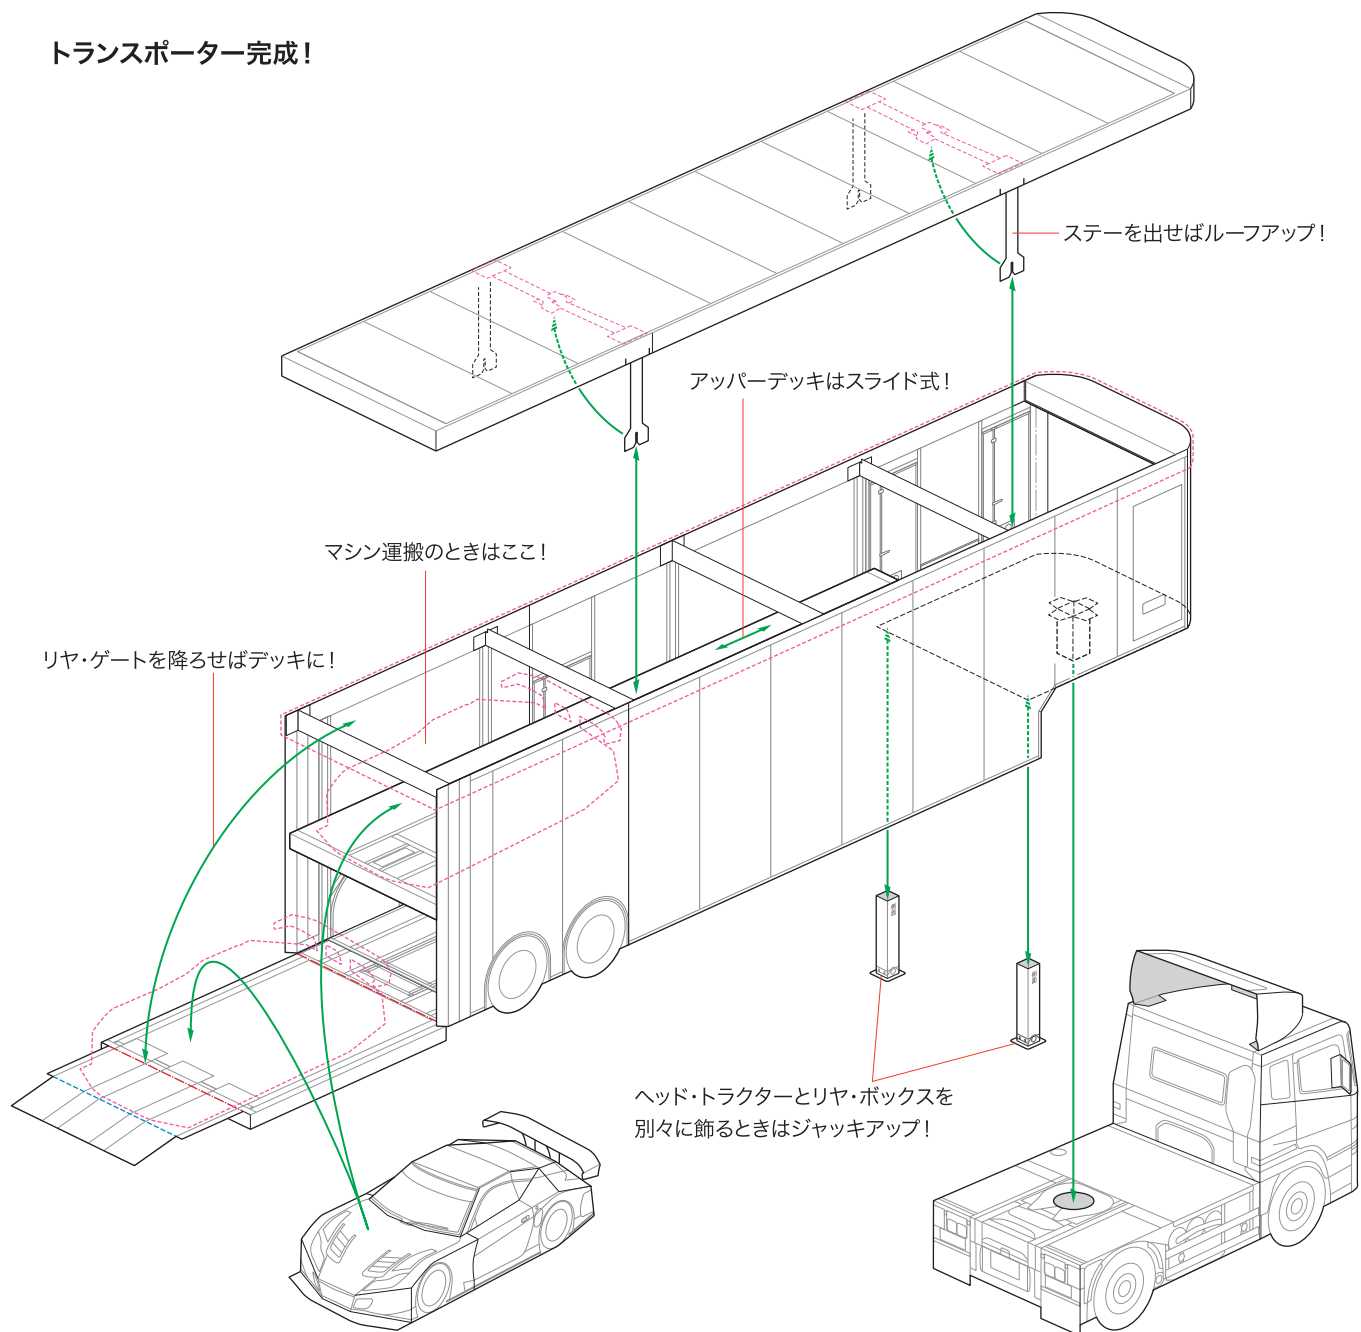 トランスポーター完成!
ステーを出せばルーフアップ!
アッパーデッキはスライド式!
マシン運搬のときはここ!
リヤ・ゲートを降ろせばデッキに!
ヘッド・トラクターとリヤ・ボックスを
別々に飾るときはジャッキアップ!